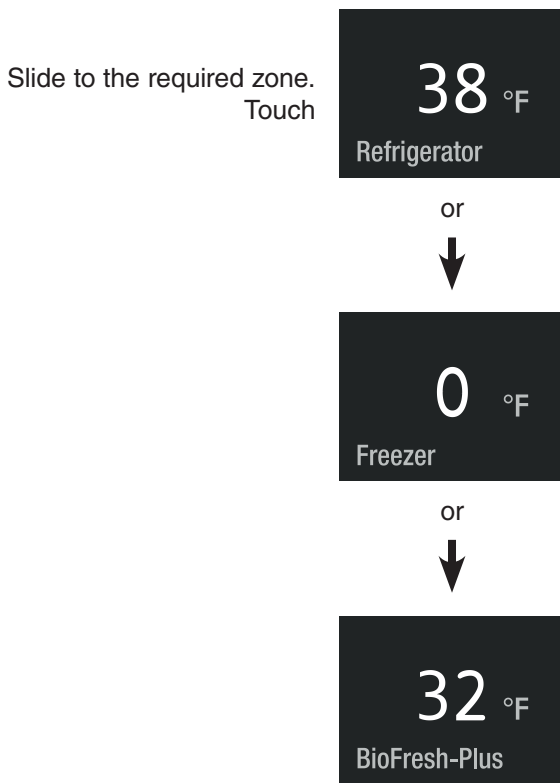 Slide to the required zone.
Touch
38 °F
Refrigerator
or
0 °F
Freezer
or
32 °F
BioFresh-Plus